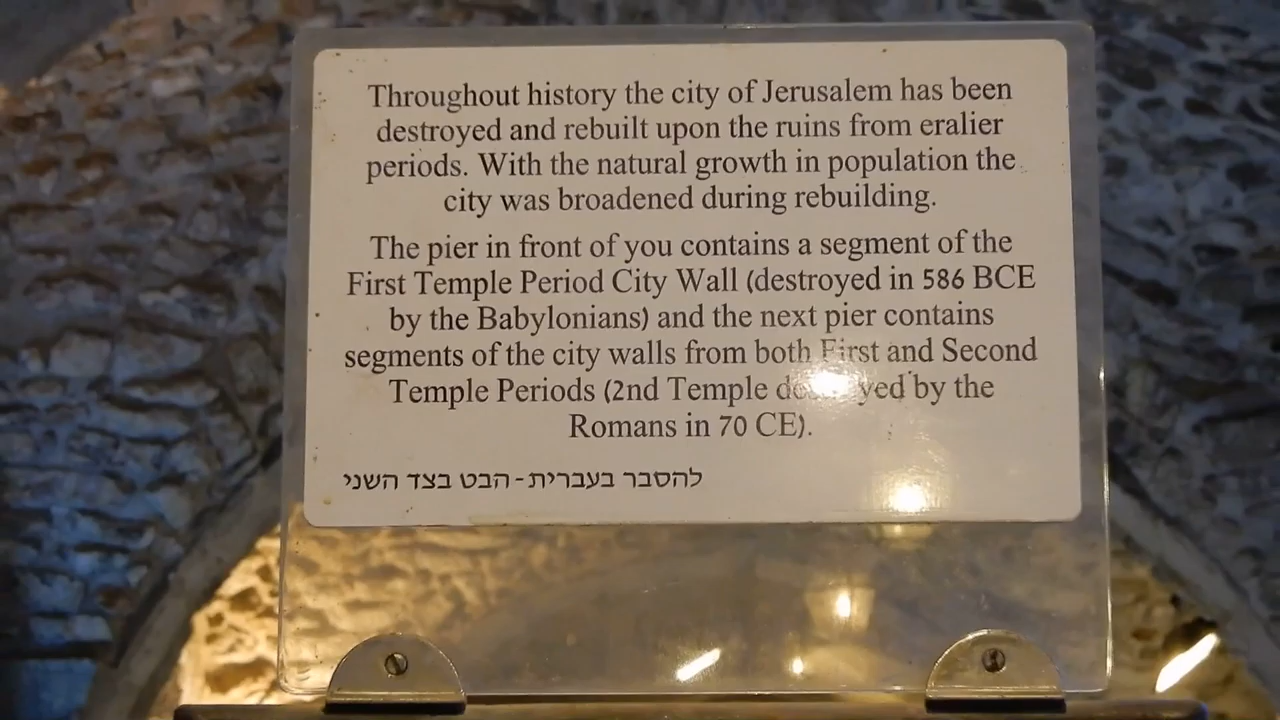 Throughout history the city of Jerusalem has been
destroyed and rebuilt upon the ruins from eralier
periods. With the natural growth in population the
city was broadened during rebuilding.
The pier in front of you contains a segment of the
First Temple Period City Wall (destroyed in 586 BCE
by the Babylonians) and the next pier contains
segments of the city walls from both First and Second
Temple Periods (2nd Temple destroyed by the
Romans in 70 CE).
להסבר בעברית - הבט בצד השני